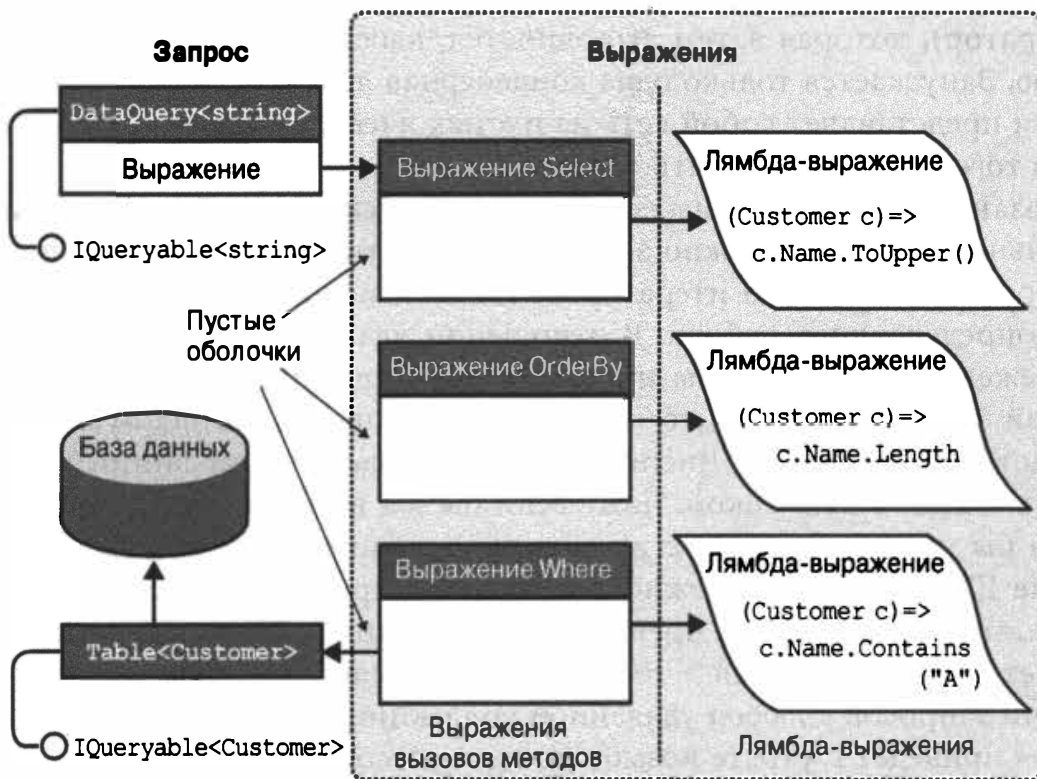 Запрос
Выражения
DataQuery<string>
Выражение
IQueryable<string>
Выражение Select
Лямбда-выражение
(Customer c)=>
c.Name.ToUpper()
Пустые
оболочки
Выражение OrderBy
Лямбда-выражение
(Customer c)=>
c.Name.Length
База данных
Выражение Where
Лямбда-выражение
(Customer c)=>
c.Name.Contains
("A")
Table<Customer>
IQueryable<Customer>
Выражения
вызовов методов
Лямбда-выражения